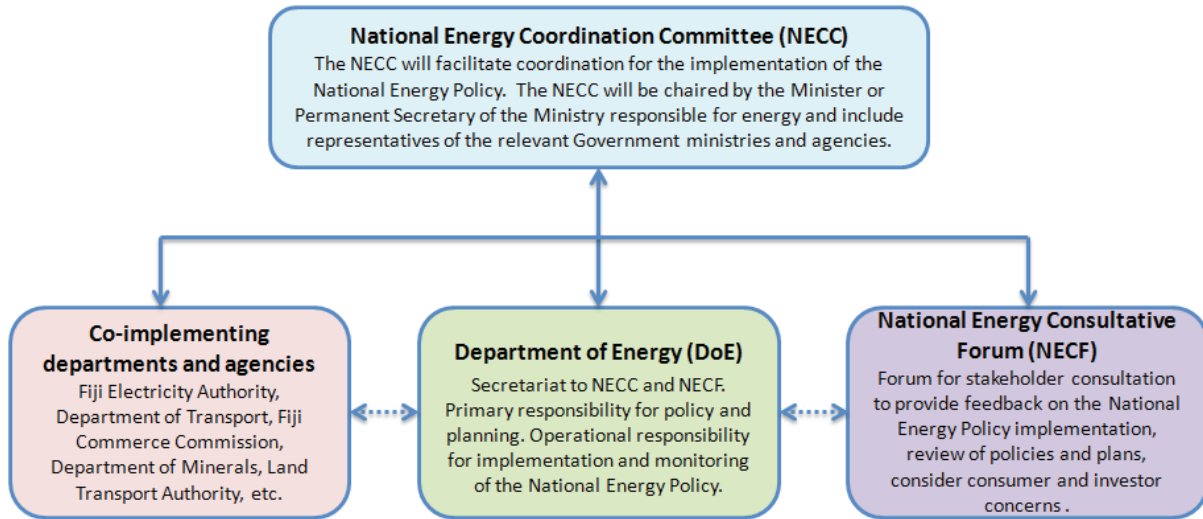 National Energy Coordination Committee (NECC)
The NECC will facilitate coordination for the implementation of the
National Energy Policy. The NECC will be chaired by the Minister or
Permanent Secretary of the Ministry responsible for energy and include
representatives of the relevant Government ministries and agencies.
Co-implementing
departments and agencies
Fiji Electricity Authority,
Department of Transport, Fiji
Commerce Commission,
Department of Minerals, Land
Transport Authority, etc.
Department of Energy (DoE)
Secretariat to NECC and NECF.
Primary responsibility for policy and
planning. Operational responsibility
for implementation and monitoring
of the National Energy Policy.
National Energy Consultative
Forum (NECF)
Forum for stakeholder consultation
to provide feedback on the National
Energy Policy implementation,
review of policies and plans,
consider consumer and investor
concerns .